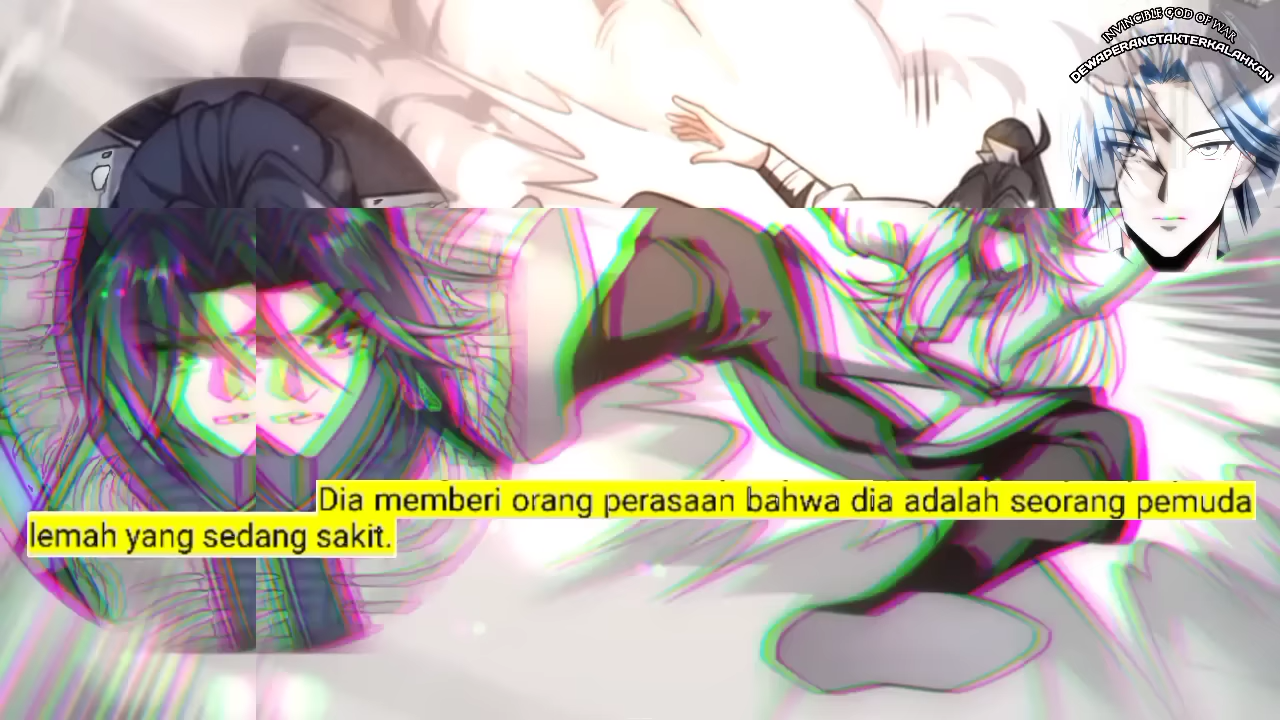 INVINCIBLE GOD OF WAR
DEWAPERANGTAKTERKALAHKAN
Dia memberi orang perasaan bahwa dia adalah seorang pemuda
lemah yang sedang sakit.